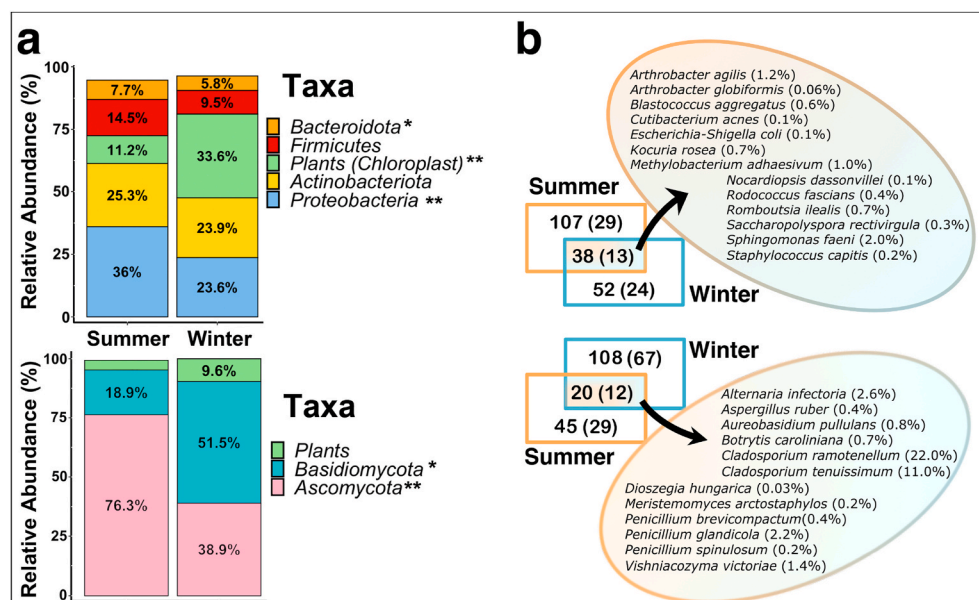 a
Relative Abundance (%)
100
75
50
25
0
7.7%
14.5%
11.2%
25.3%
36%
5.8%
9.5%
33.6%
23.9%
23.6%
Summer
Winter
Taxa
Bacteroidota*
Firmicutes
Plants (Chloroplast)**
Actinobacteriota
Proteobacteria **
Relative Abundance (%)
100
75
50
25
0
18.9%
76.3%
9.6%
51.5%
38.9%
Taxa
Plants
Basidiomycota *
Ascomycota**
b
Arthrobacter agilis (1.2%)
Arthrobacter globiformis (0.06%)
Blastococcus aggregatus (0.6%)
Cutibacterium acnes (0.1%)
Escherichia-Shigella coli (0.1%)
Kocuria rosea (0.7%)
Methylobacterium adhaesivum (1.0%)
Nocardiopsis dassonvillei (0.1%)
Rodococcus fascians (0.4%)
Romboutsia ilealis (0.7%)
Saccharopolyspora rectivirgula (0.3%)
Sphingomonas faeni (2.0%)
Staphylococcus capitis (0.2%)
Summer
107 (29)
38 (13)
52 (24)
Winter
Winter
108 (67)
20 (12)
45 (29)
Summer
Alternaria infectoria (2.6%)
Aspergillus ruber (0.4%)
Aureobasidium pullulans (0.8%)
Botrytis caroliniana (0.7%)
Cladosporium ramotenellum (22.0%)
Cladosporium tenuissimum (11.0%)
Dioszegia hungarica (0.03%)
Meristemomyces arctostaphylos (0.2%)
Penicillium brevicompactum(0.4%)
Penicillium glandicola (2.2%)
Penicillium spinulosum (0.2%)
Vishniacozyma victoriae (1.4%)